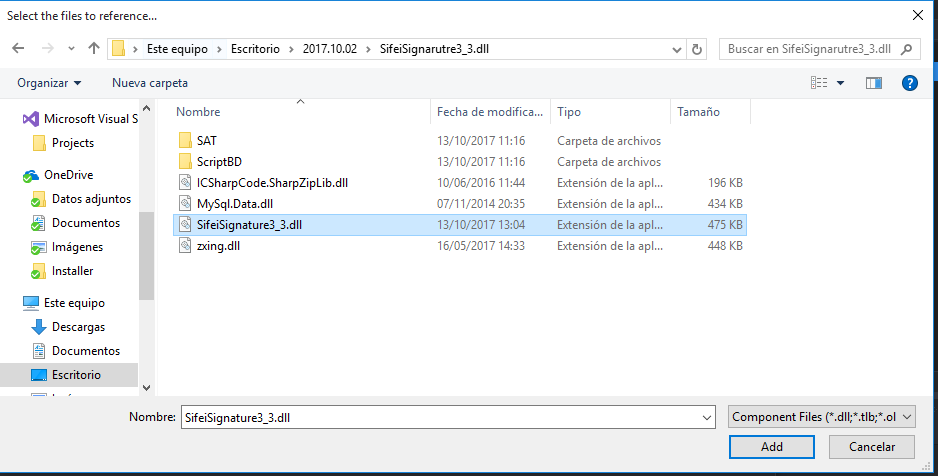 Select the files to reference...
Este equipo Escritorio 2017.10.02 SifeiSignarutre3_3.dll
Buscar en SifeiSignarutre3_3.dll
Organizar Nueva carpeta
Microsoft Visual S
Projects
OneDrive
Datos adjuntos
Documentos
Imágenes
Installer
Este equipo
Descargas
Documentos
Escritorio
Nombre Fecha de modifica... Tipo Tamaño
SAT 13/10/2017 11:16 Carpeta de archivos
ScriptBD 13/10/2017 11:16 Carpeta de archivos
ICSharpCode.SharpZipLib.dll 10/06/2016 11:44 Extensión de la apl... 196 KB
MySql.Data.dll 07/11/2014 20:35 Extensión de la apl... 434 KB
SifeiSignature3_3.dll 13/10/2017 13:04 Extensión de la apl... 475 KB
zxing.dll 16/05/2017 14:33 Extensión de la apl... 448 KB
Nombre: SifeiSignature3_3.dll
Component Files (*.dll;*.tlb;*.ol
Add Cancelar